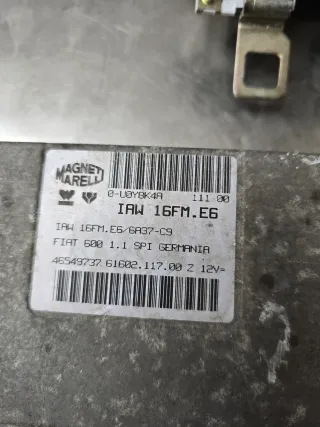 MAGNETI
MARELLI
0-U0Y8K4A 111 00
IAW 16FM.E6
IAW 16FM.E6/6A37-C9
FIAT 600 1.1 SPI GERMANIA
46549737 61602.117.00 Z 12V=